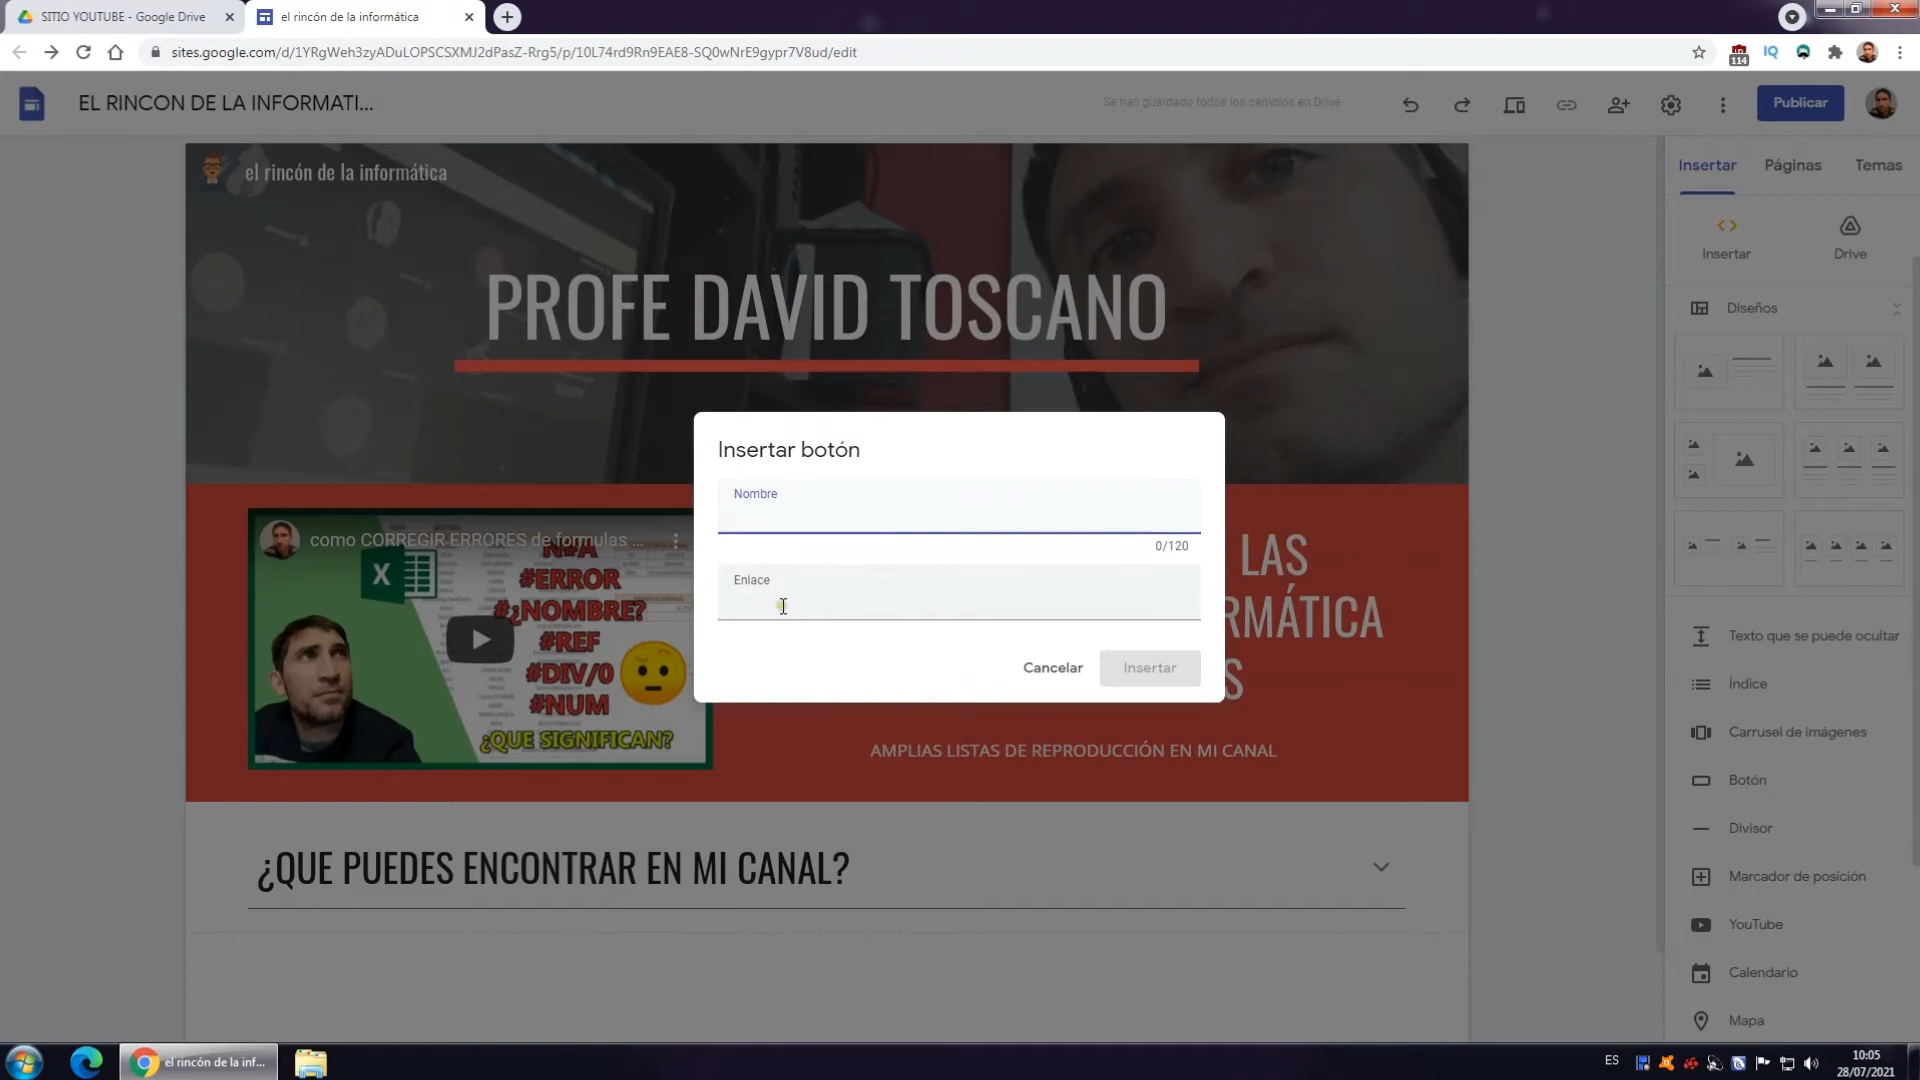 SITIO YOUTUBE - Google Drive
el rincón de la informática
sites.google.com/d/1YRgWeh3zyADuLOPSCSXMJ2dPasZ-Rrg5/p/10L74rd9Rn9EAE8-SQ0wNrE9gypr7V8ud/edit
IQ
114
EL RINCON DE LA INFORMATI...
Se han guardado todos los cambios en Drive
Publicar
el rincón de la informática
PROFE DAVID TOSCANO
Insertar
Páginas
Temas
Insertar
Drive
Diseños
Insertar botón
Nombre
0/120
Enlace
Cancelar
Insertar
como CORREGIR ERRORES de formulas ...
#N/A
#ERROR
#¿NOMBRE?
#REF
#DIV/0
#NUM
¿QUE SIGNIFICAN?
LAS
RMÁTICA
S
AMPLIAS LISTAS DE REPRODUCCIÓN EN MI CANAL
¿QUE PUEDES ENCONTRAR EN MI CANAL?
Texto que se puede ocultar
Índice
Carrusel de imágenes
Botón
Divisor
Marcador de posición
YouTube
Calendario
Mapa
el rincón de la inf...
ES
10:05
28/07/2021